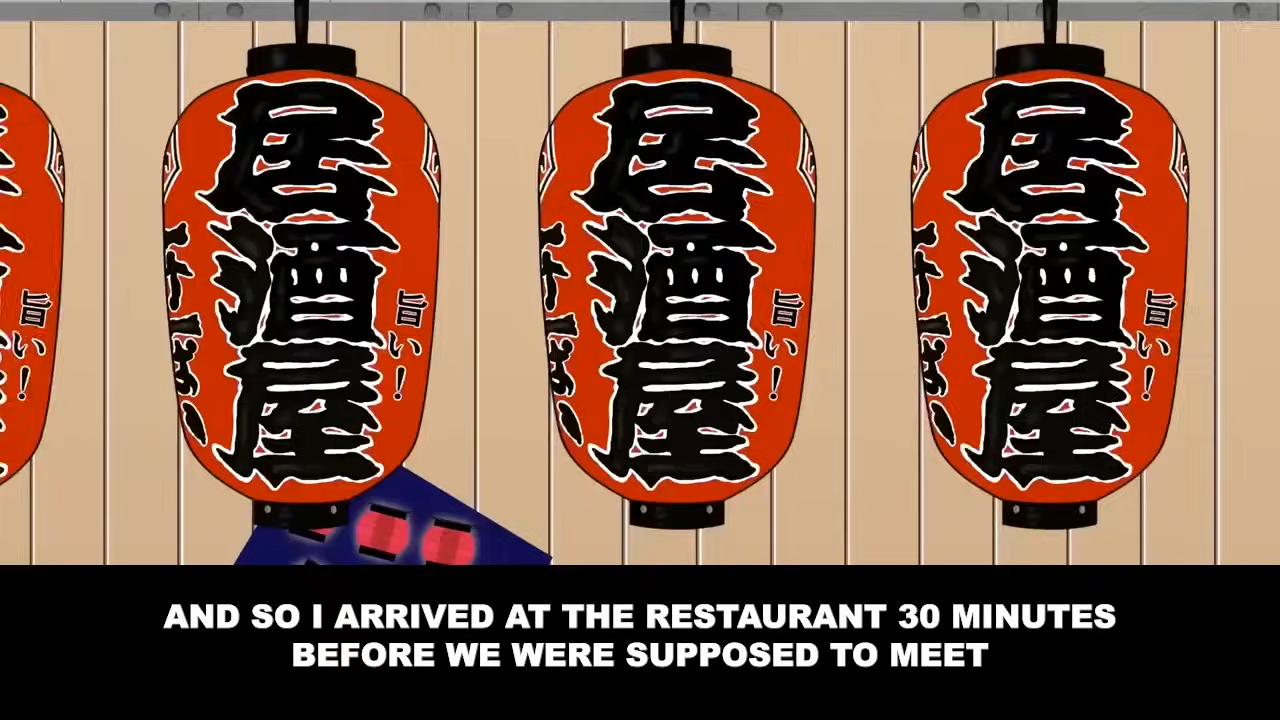 居酒屋
旨い！
居酒屋
旨い！
居酒屋
旨い！
AND SO I ARRIVED AT THE RESTAURANT 30 MINUTES
BEFORE WE WERE SUPPOSED TO MEET